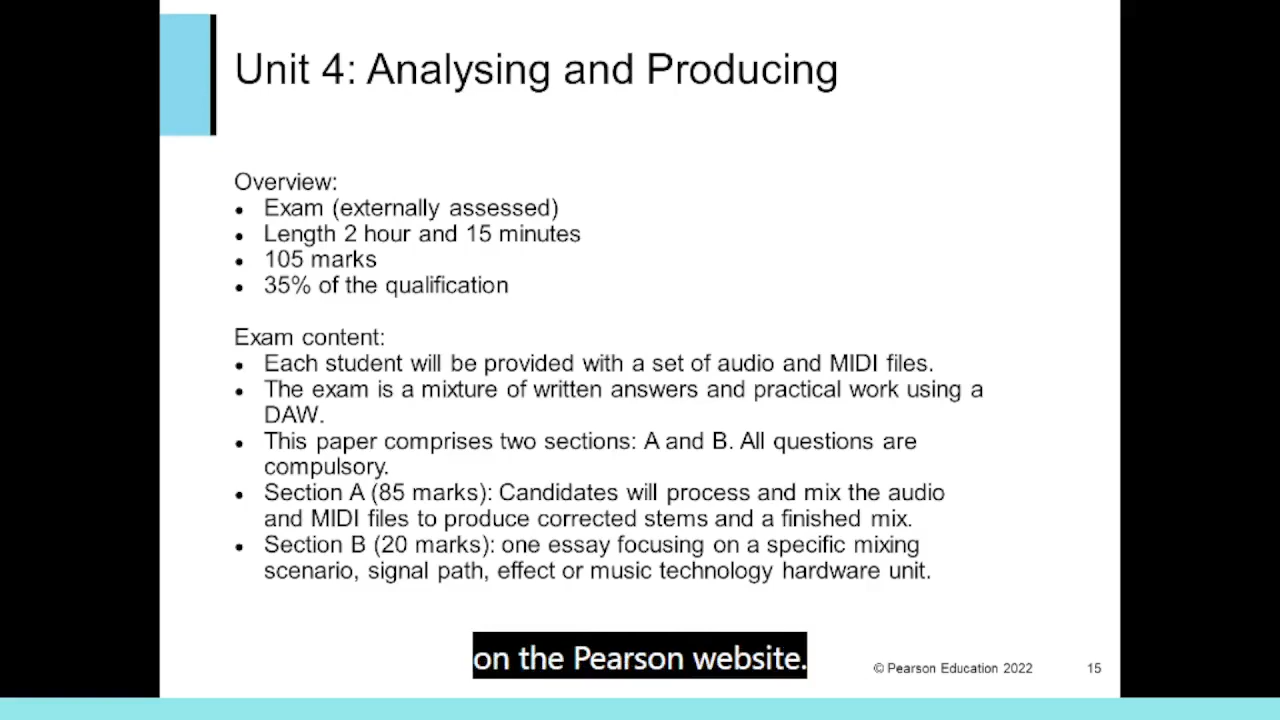 Unit 4: Analysing and Producing
Overview:
• Exam (externally assessed)
• Length 2 hour and 15 minutes
• 105 marks
• 35% of the qualification
Exam content:
• Each student will be provided with a set of audio and MIDI files.
• The exam is a mixture of written answers and practical work using a
DAW.
• This paper comprises two sections: A and B. All questions are
compulsory.
• Section A (85 marks): Candidates will process and mix the audio
and MIDI files to produce corrected stems and a finished mix.
• Section B (20 marks): one essay focusing on a specific mixing
scenario, signal path, effect or music technology hardware unit.
on the Pearson website.
© Pearson Education 2022
15